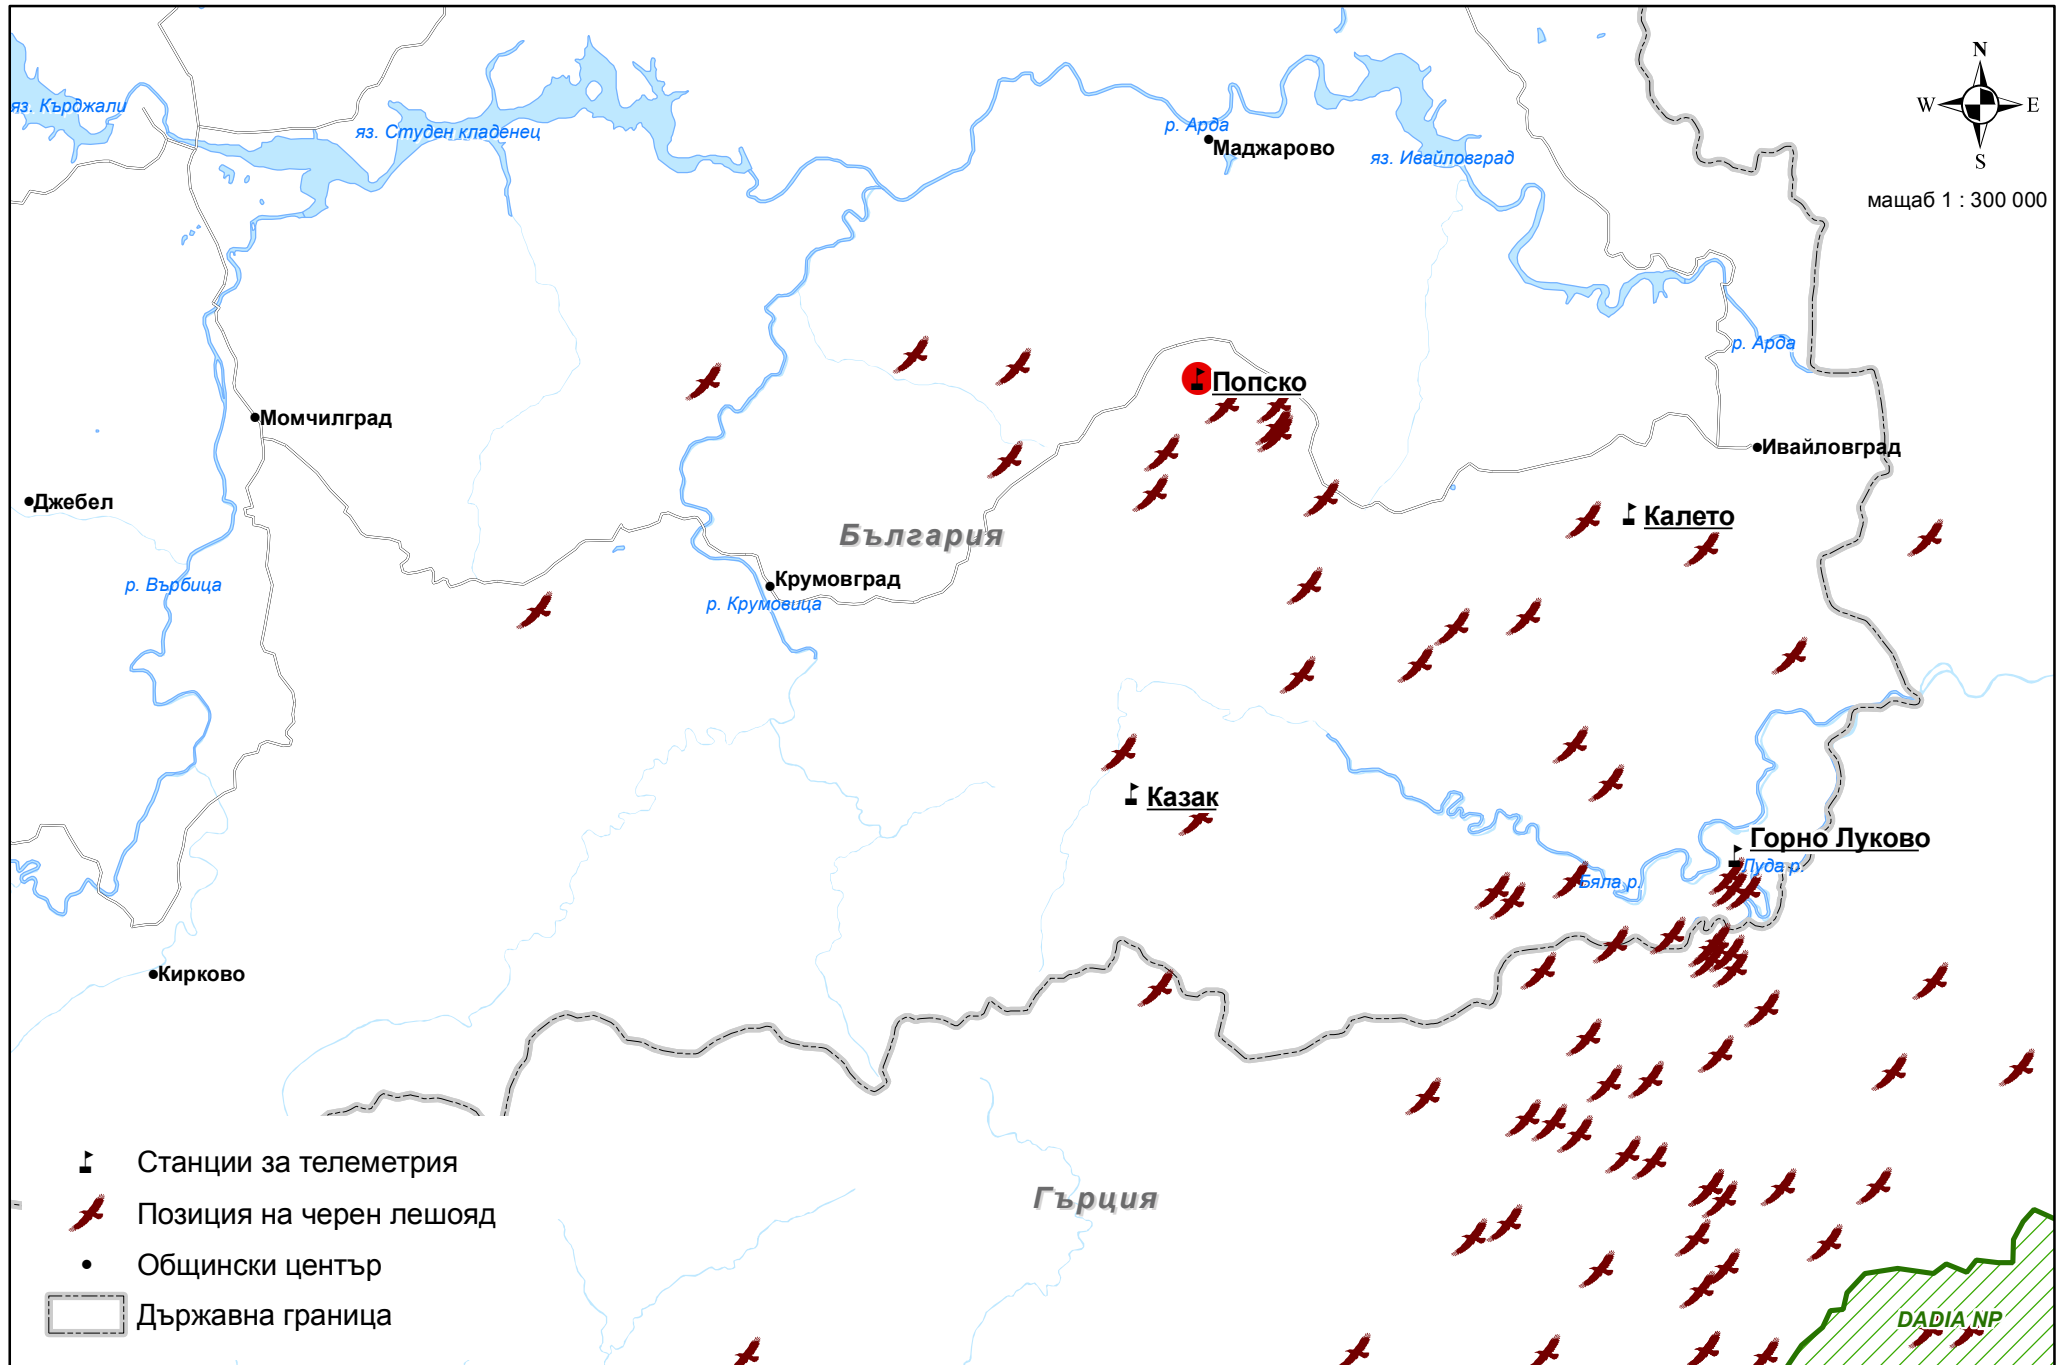 N
W E
S
мащаб 1 : 300 000
яз. Кърджали
яз. Студен кладенец
р. Арда
Маджарово
яз. Ивайловград
р. Арда
Попско
Момчилград
Ивайловград
Джебел
Калето
България
Крумовград
р. Върбица
р. Крумовица
Казак
Горно Луково
Луда р.
Бяла р.
Кирково
Гърция
Станции за телеметрия
Позиция на черен лешояд
Общински център
Държавна граница
DADIA NP